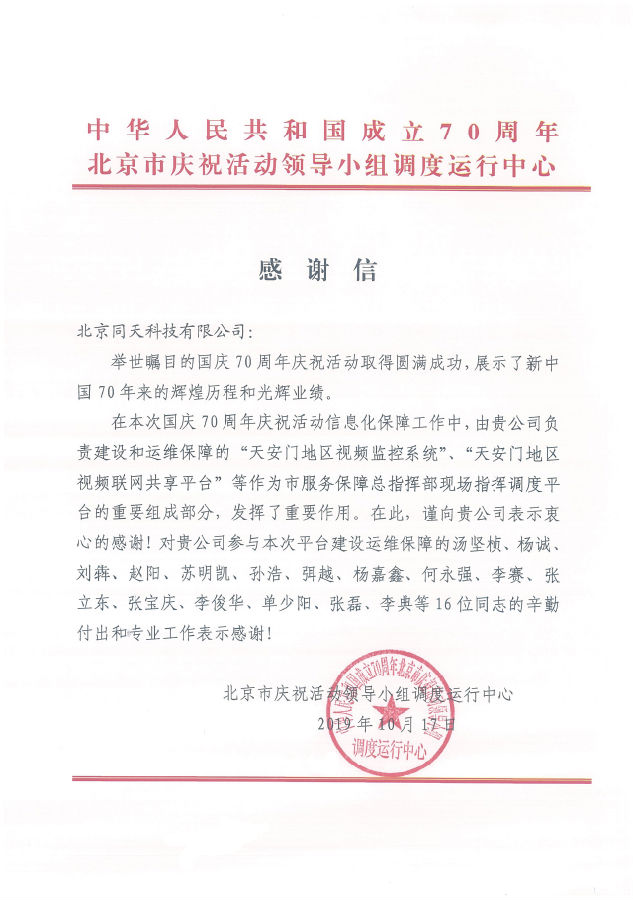 中华人民共和国成立70周年
北京市庆祝活动领导小组调度运行中心
感谢信
北京同天科技有限公司：
举世瞩目的国庆70周年庆祝活动取得圆满成功，展示了新中
国70年来的辉煌历程和光辉业绩。
在本次国庆70周年庆祝活动信息化保障工作中，由贵公司负
责建设和运维保障的“天安门地区视频监控系统”、“天安门地区
视频联网共享平台”等作为市服务保障总指挥部现场指挥调度平
台的重要组成部分，发挥了重要作用。在此，谨向贵公司表示衷
心的感谢！对贵公司参与本次平台建设运维保障的汤坚桢、杨诚、
刘犇、赵阳、苏明凯、孙浩、弭越、杨嘉鑫、何永强、李赛、张
立东、张宝庆、李俊华、单少阳、张磊、李典等16位同志的辛勤
付出和专业工作表示感谢！
北京市庆祝活动领导小组调度运行中心
2019年10月17日
调度运行中心